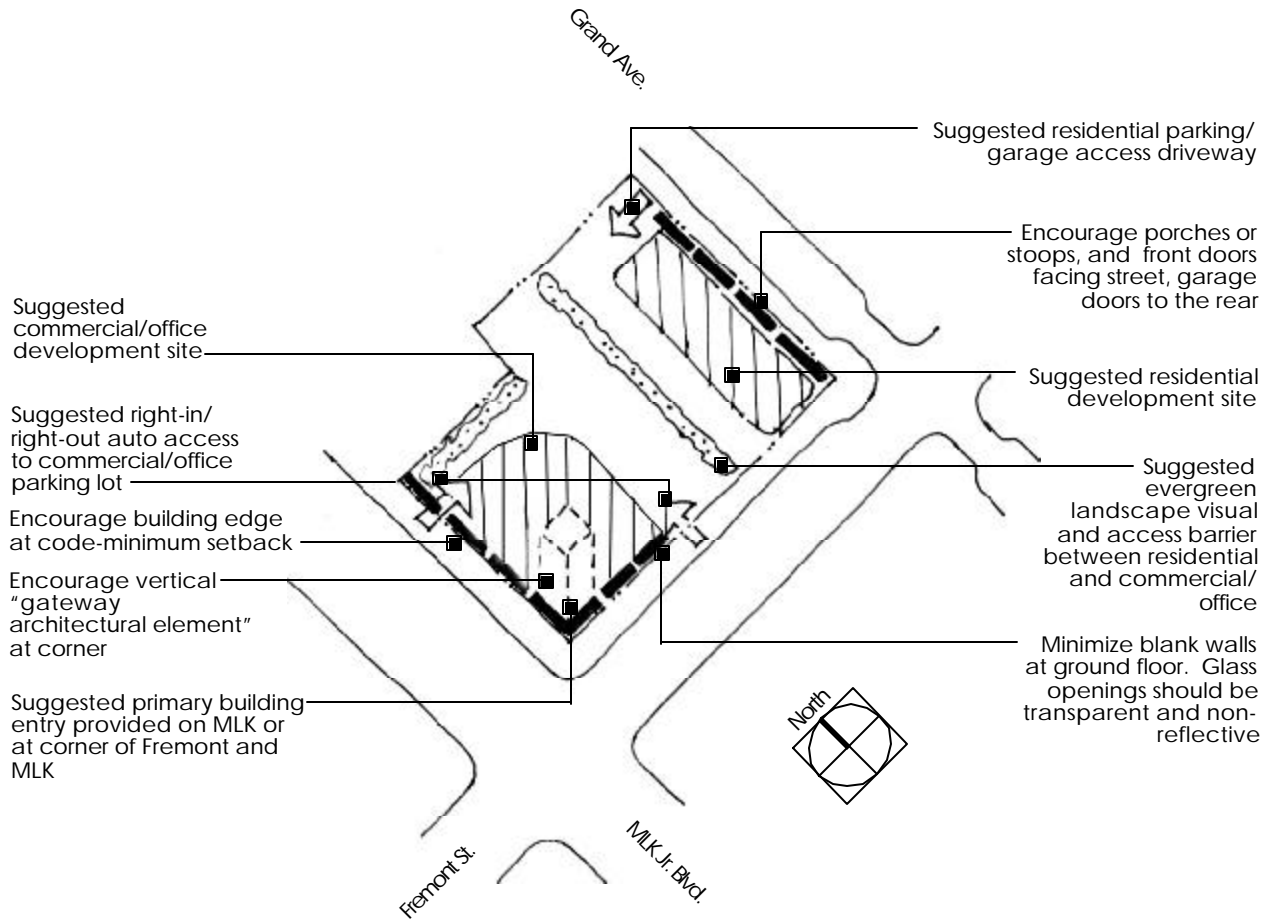 Grand Ave.
Suggested residential parking/
garage access driveway
Encourage porches or
stoops, and front doors
facing street, garage
doors to the rear
Suggested
commercial/office
development site
Suggested residential
development site
Suggested right-in/
right-out auto access
to commercial/office
parking lot
Suggested
evergreen
landscape visual
and access barrier
between residential
and commercial/
office
Encourage building edge
at code-minimum setback
Encourage vertical
“gateway
architectural element”
at corner
Minimize blank walls
at ground floor. Glass
openings should be
transparent and non-
reflective
Suggested primary building
entry provided on MLK or
at corner of Fremont and
MLK
North
Fremont St.
MLK Jr. Blvd.